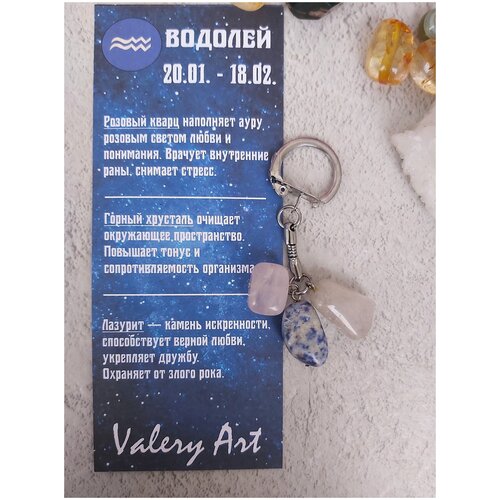 ВОДОЛЕЙ
20.01. - 18.02.
Розовый кварц наполняет ауру
розовым светом любви и
понимания. Врачует внутренние
раны, снимает стресс.
Горный хрусталь очищает
окружающее пространство.
Повышает тонус и
сопротивляемость организма.
Лазурит — камень искренности,
способствует верной любви,
укрепляет дружбу.
Охраняет от злого рока.
Valery Art